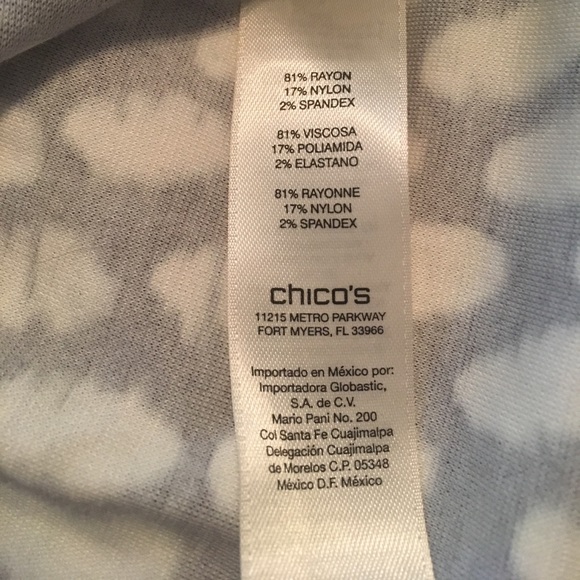 81% RAYON
17% NYLON
2% SPANDEX
81% VISCOSA
17% POLIAMIDA
2% ELASTANO
81% RAYONNE
17% NYLON
2% SPANDEX
chico's
11215 METRO PARKWAY
FORT MYERS, FL 33966
Importado en México por:
Importadora Globastic,
S.A. de C.V.
Mario Pani No. 200
Col Santa Fe Cuajimalpa
Delegación Cuajimalpa
de Morelos C.P. 05348
México D.F. México